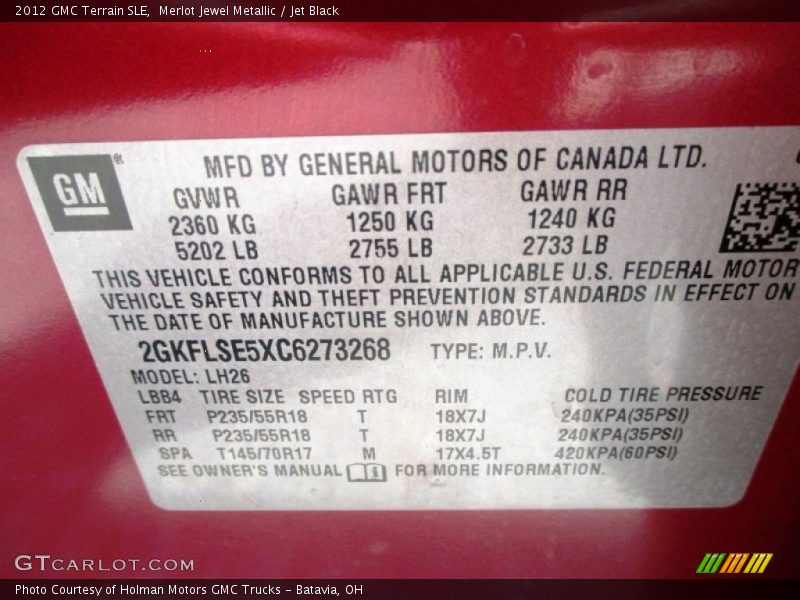 2012 GMC Terrain SLE,  Merlot Jewel Metallic / Jet Black
GM®
MFD BY GENERAL MOTORS OF CANADA LTD.
GVWR GAWR FRT GAWR RR
2360 KG 1250 KG 1240 KG
5202 LB 2755 LB 2733 LB
THIS VEHICLE CONFORMS TO ALL APPLICABLE U.S. FEDERAL MOTOR
VEHICLE SAFETY AND THEFT PREVENTION STANDARDS IN EFFECT ON
THE DATE OF MANUFACTURE SHOWN ABOVE.
2GKFLSE5XC6273268 TYPE: M.P.V.
MODEL: LH26
LBB4 TIRE SIZE SPEED RTG RIM COLD TIRE PRESSURE
FRT P235/55R18 T 18X7J 240KPA(35PSI)
RR P235/55R18 T 18X7J 240KPA(35PSI)
SPA T145/70R17 M 17X4.5T 420KPA(60PSI)
SEE OWNER'S MANUAL FOR MORE INFORMATION.
GTCARLOT.COM
Photo Courtesy of Holman Motors GMC Trucks - Batavia, OH